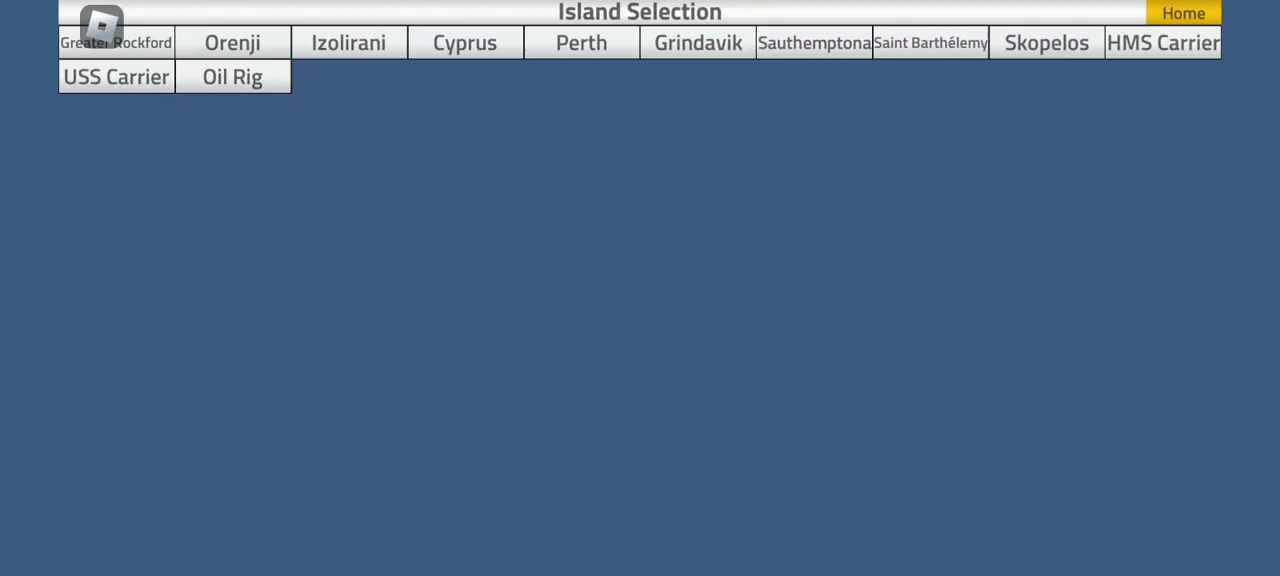 Island Selection Home
Greater Rockford Orenji Izolirani Cyprus Perth Grindavik Sauthemptona Saint Barthélemy Skopelos HMS Carrier
USS Carrier Oil Rig